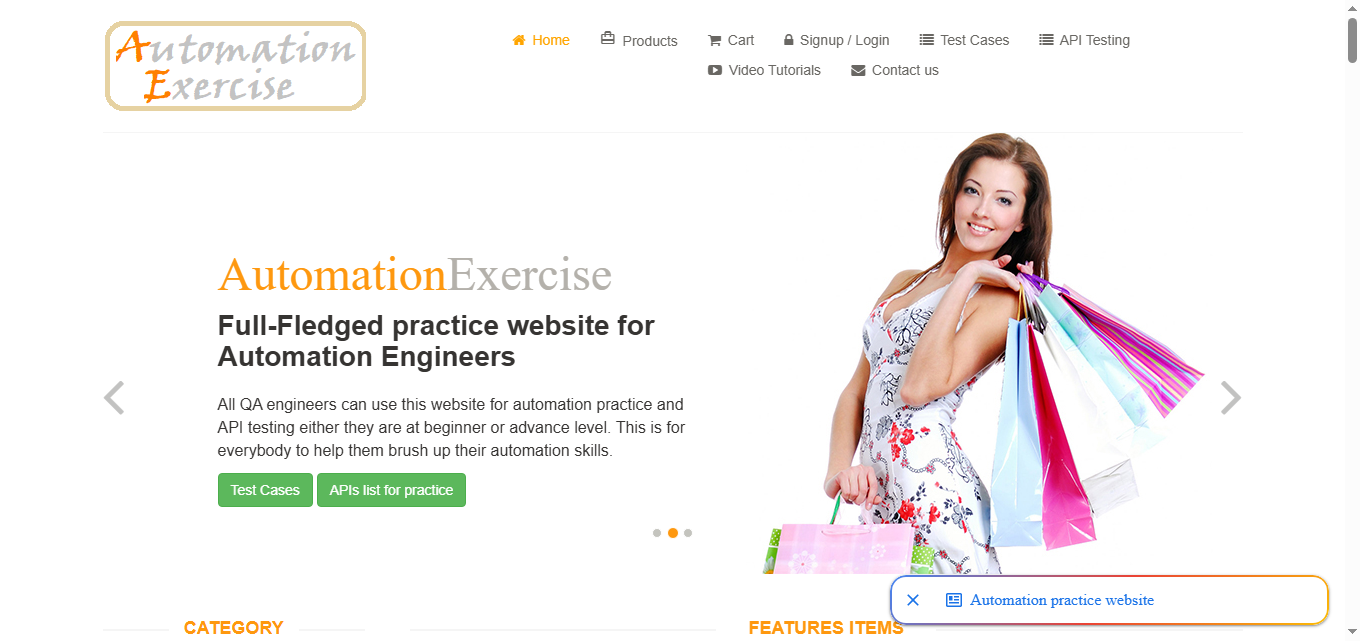 Automation
Exercise
Home
Products
Cart
Signup / Login
Test Cases
API Testing
Video Tutorials
Contact us
AutomationExercise
Full-Fledged practice website for
Automation Engineers
All QA engineers can use this website for automation practice and
API testing either they are at beginner or advance level. This is for
everybody to help them brush up their automation skills.
Test Cases
APIs list for practice
CATEGORY
FEATURES ITEMS
Automation practice website